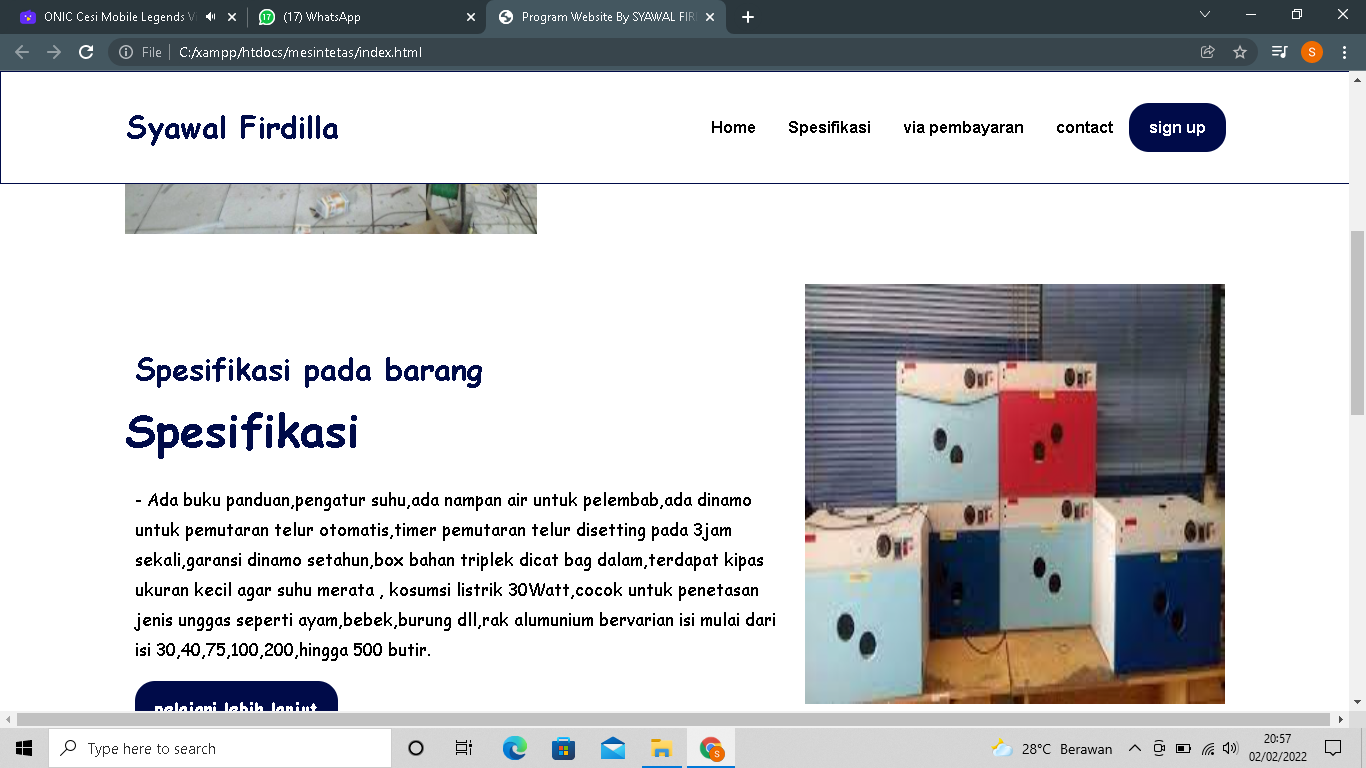 ONIC Cesi Mobile Legends V
(17) WhatsApp
Program Website By SYAWAL FIR
File
C:/xampp/htdocs/mesintetas/index.html
S
Syawal Firdilla
Home
Spesifikasi
via pembayaran
contact
sign up
Spesifikasi pada barang
Spesifikasi
- Ada buku panduan,pengatur suhu,ada nampan air untuk pelembab,ada dinamo
untuk pemutaran telur otomatis,timer pemutaran telur disetting pada 3jam
sekali,garansi dinamo setahun,box bahan triplek dicat bag dalam,terdapat kipas
ukuran kecil agar suhu merata , kosumsi listrik 30Watt,cocok untuk penetasan
jenis unggas seperti ayam,bebek,burung dll,rak alumunium bervarian isi mulai dari
isi 30,40,75,100,200,hingga 500 butir.
pelajari lebih lanjut
Type here to search
28°C Berawan
20:57
02/02/2022